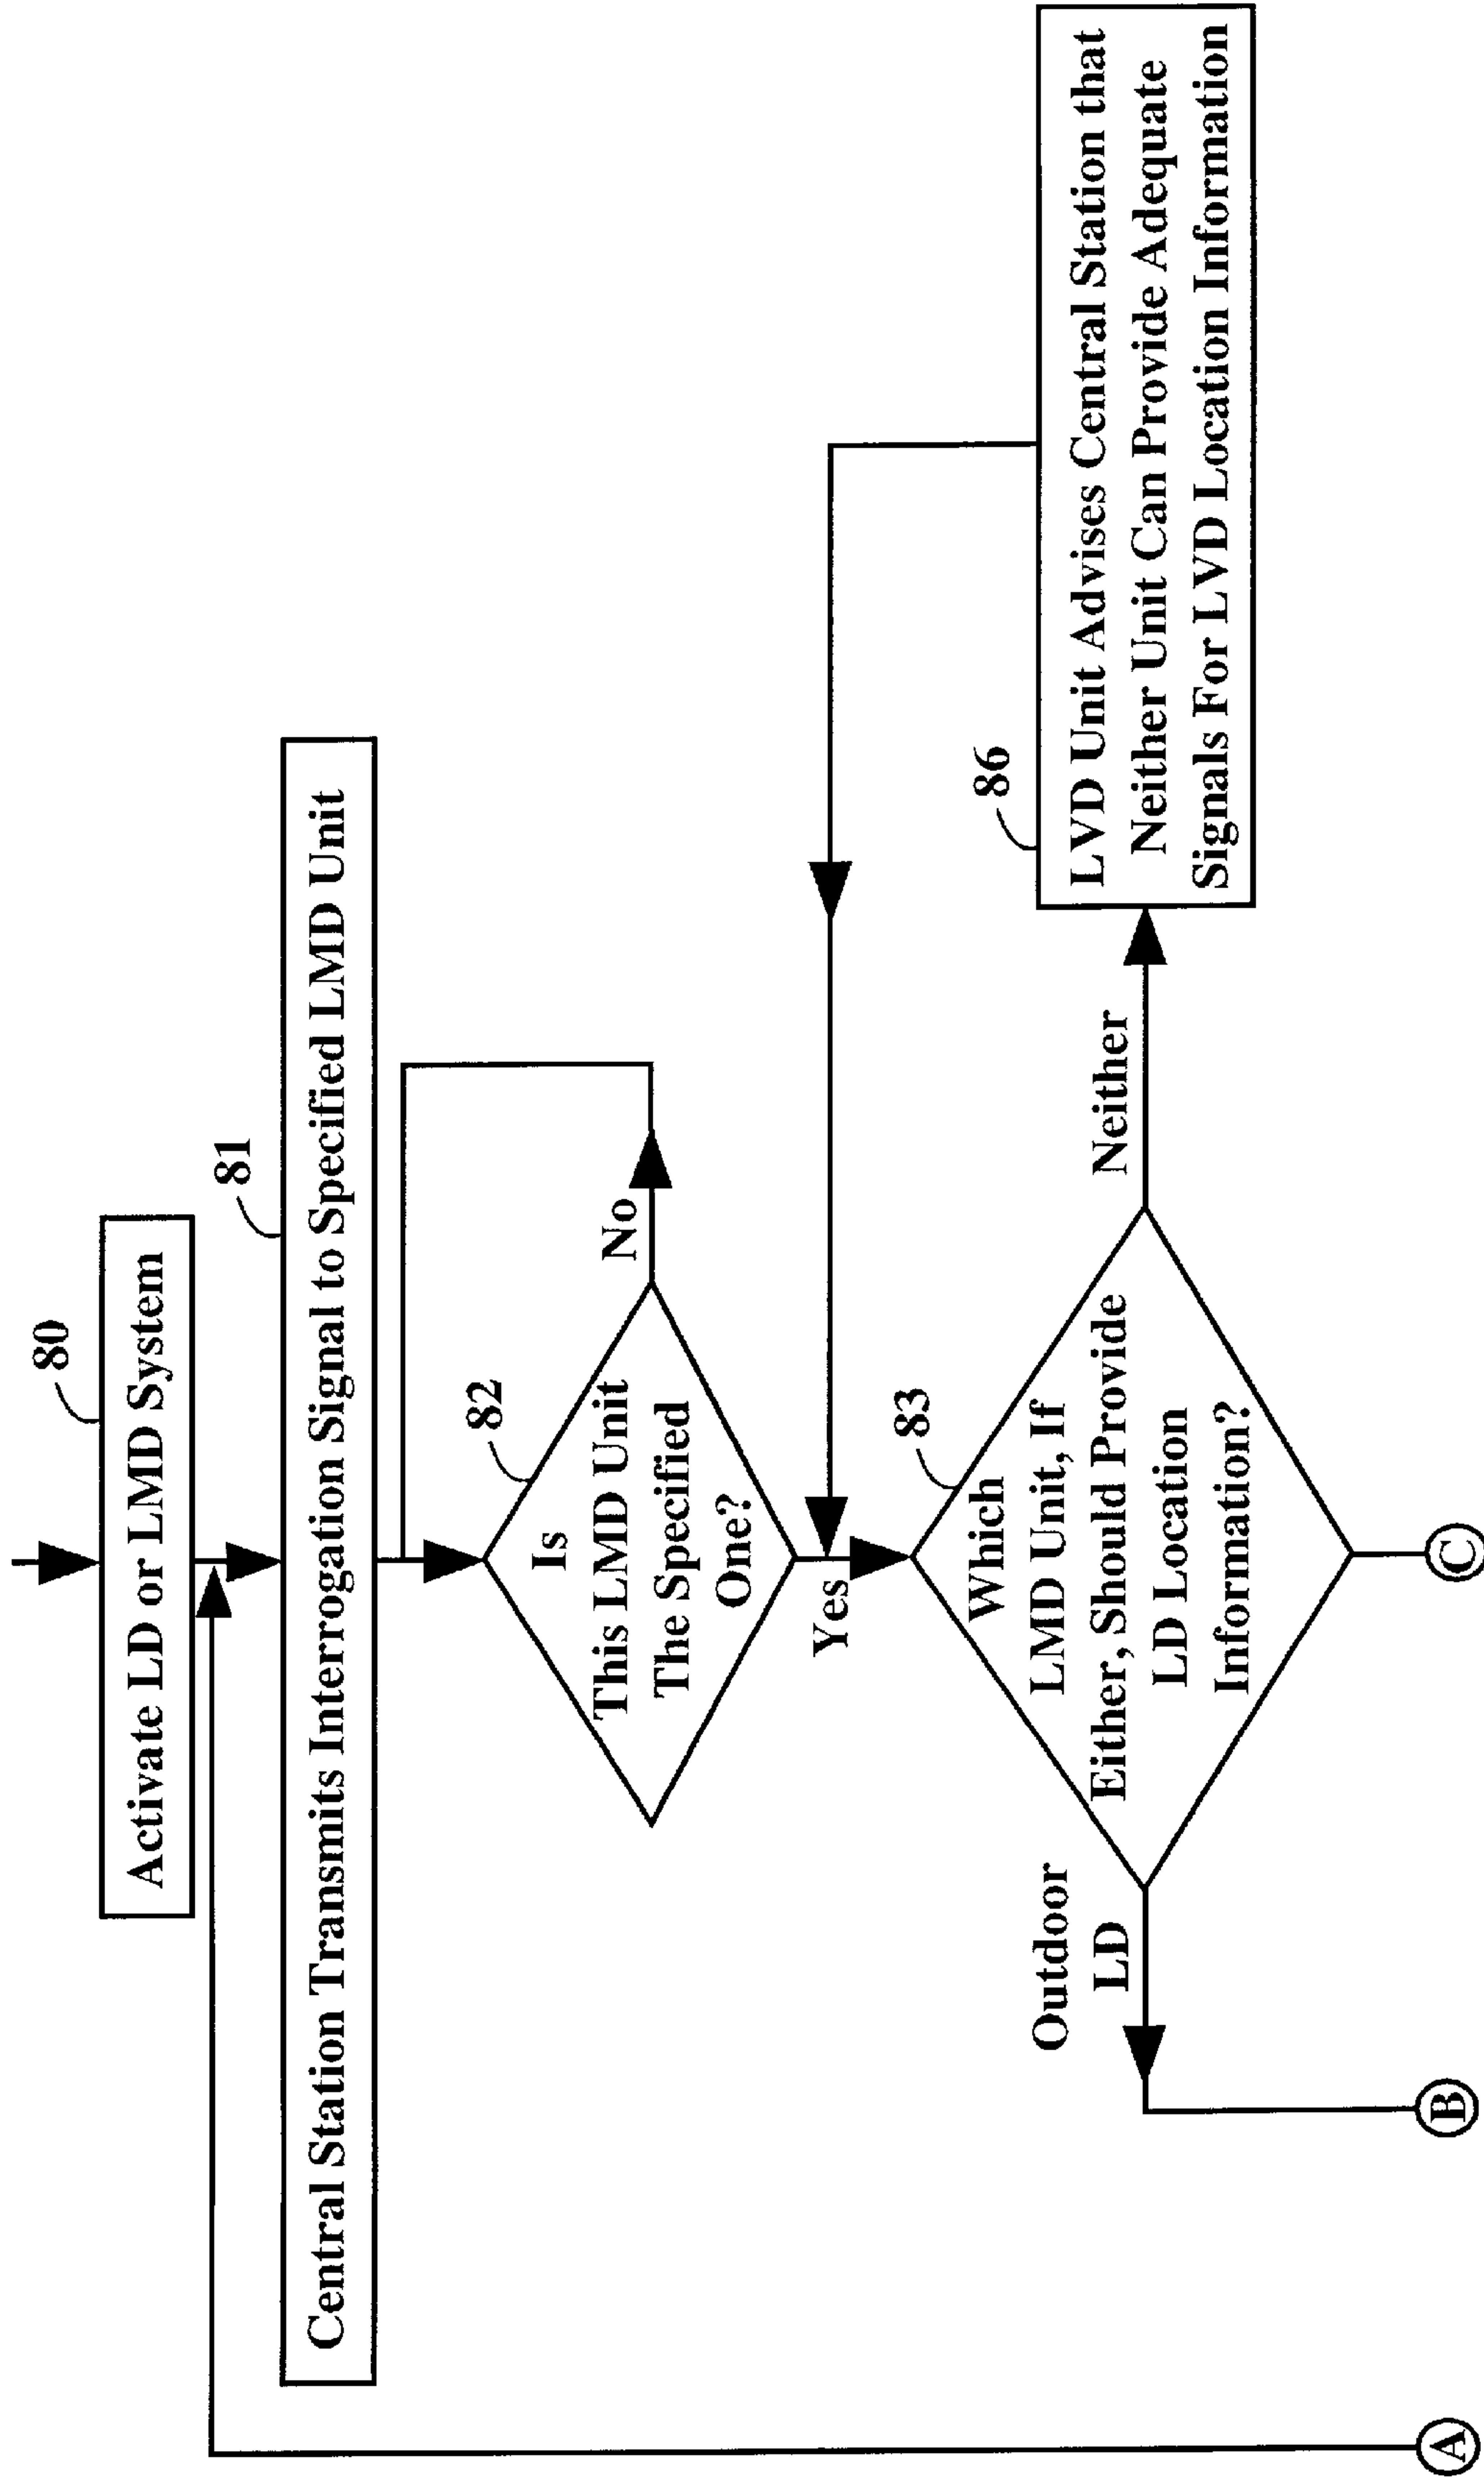 80
Activate LD or LMD System
81
Central Station Transmits Interrogation Signal to Specified LMD Unit
82
Is
This LMD Unit
The Specified
One?
No
Yes
83
Which
LMD Unit, If
Either, Should Provide
LD Location
Information?
Outdoor
LD
Neither
86
LVD Unit Advises Central Station that
Neither Unit Can Provide Adequate
Signals For LVD Location Information
A
B
C